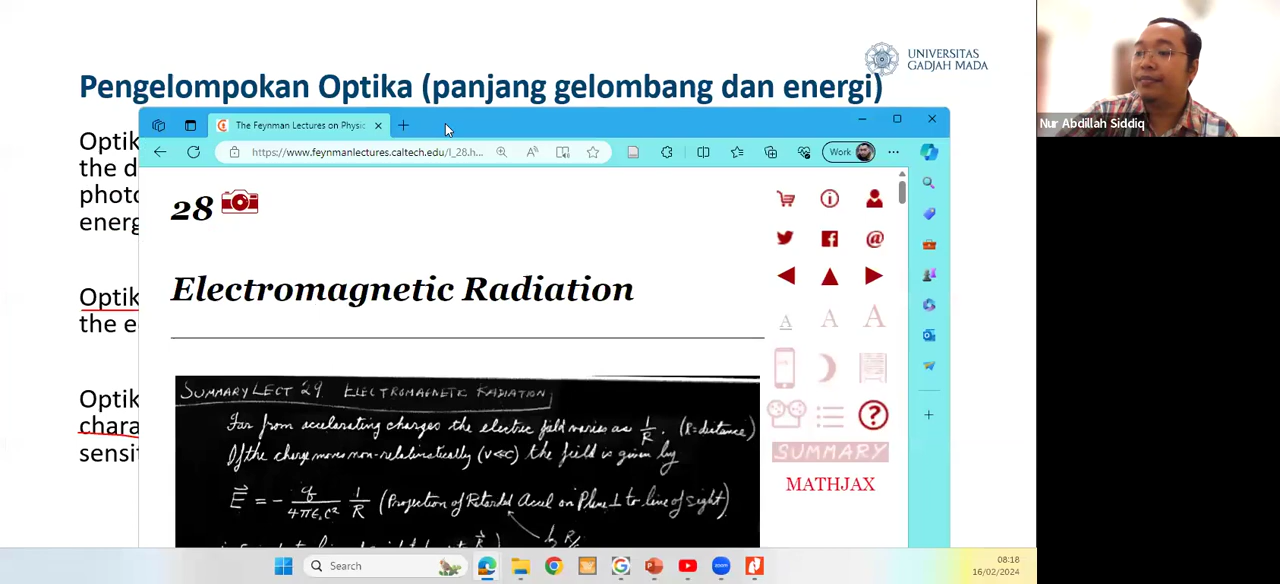 UNIVERSITAS
GADJAH MADA
Pengelompokan Optika (panjang gelombang dan energi)
Nur Abdillah Siddiq
The Feynman Lectures on Physic
https://www.feynmanlectures.caltech.edu/I_28.h...
Work
Opti
the d
photo
energ
Optik
the e
Optik
chara
sensit
28
Electromagnetic Radiation
A A A
SUMMARY
MATHJAX
SUMMARY LECT 29 ELECTROMAGNETIC RADIATION
Far from accelerating charges the electric field varies as 1/R. (R=distance)
If the charge moves non-relativistically (v≪c) the field is given by
E⃗ = - q/4πε₀c² 1/R (Projection of Retarded Accel on Plane ⊥ to line of sight)
Search
08:18
16/02/2024